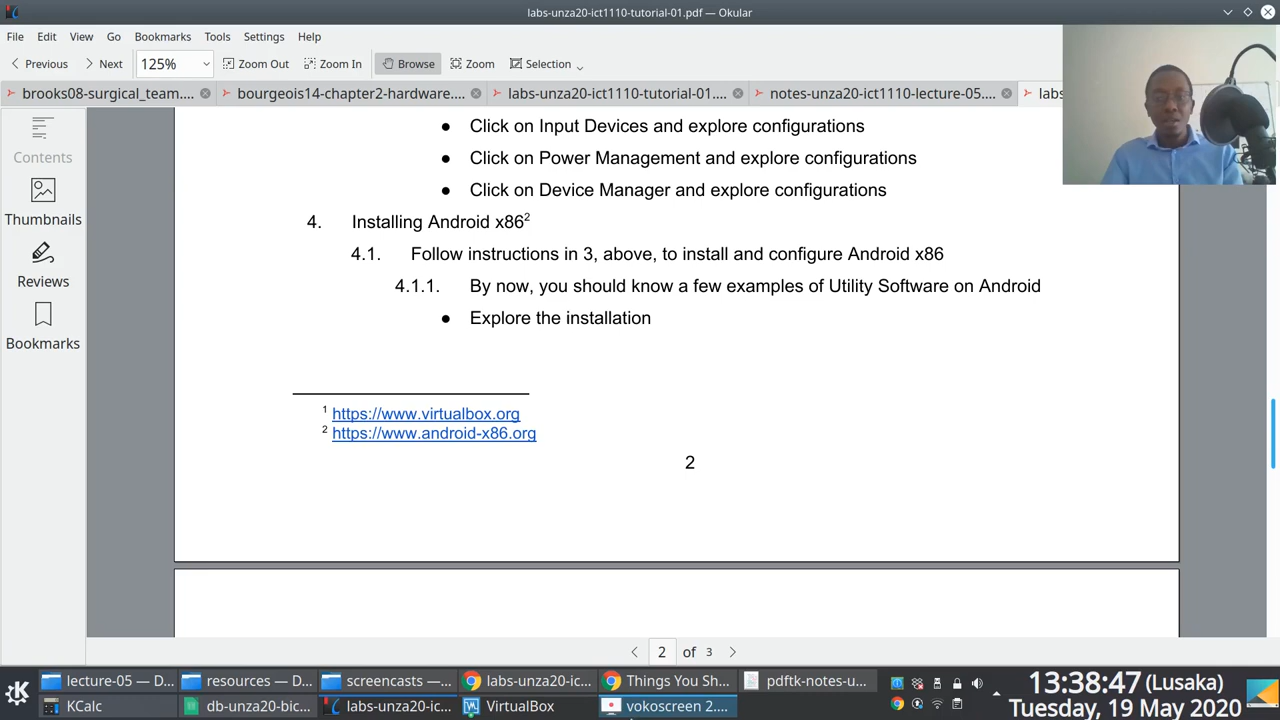 labs-unza20-ict1110-tutorial-01.pdf — Okular
File Edit View Go Bookmarks Tools Settings Help
Previous Next 125% Zoom Out Zoom In Browse Zoom Selection
brooks08-surgical_team.... bourgeois14-chapter2-hardware.... labs-unza20-ict1110-tutorial-01.... notes-unza20-ict1110-lecture-05.... labs
Contents
Thumbnails
Reviews
Bookmarks
● Click on Input Devices and explore configurations
● Click on Power Management and explore configurations
● Click on Device Manager and explore configurations
4. Installing Android x86²
4.1. Follow instructions in 3, above, to install and configure Android x86
4.1.1. By now, you should know a few examples of Utility Software on Android
● Explore the installation
¹ https://www.virtualbox.org
² https://www.android-x86.org
2
2 of 3
lecture-05 — D... resources — D... screencasts —... labs-unza20-ic... Things You Sh... pdftk-notes-u...
KCalc db-unza20-bic... labs-unza20-ic... VirtualBox vokoscreen 2....
13:38:47 (Lusaka)
Tuesday, 19 May 2020